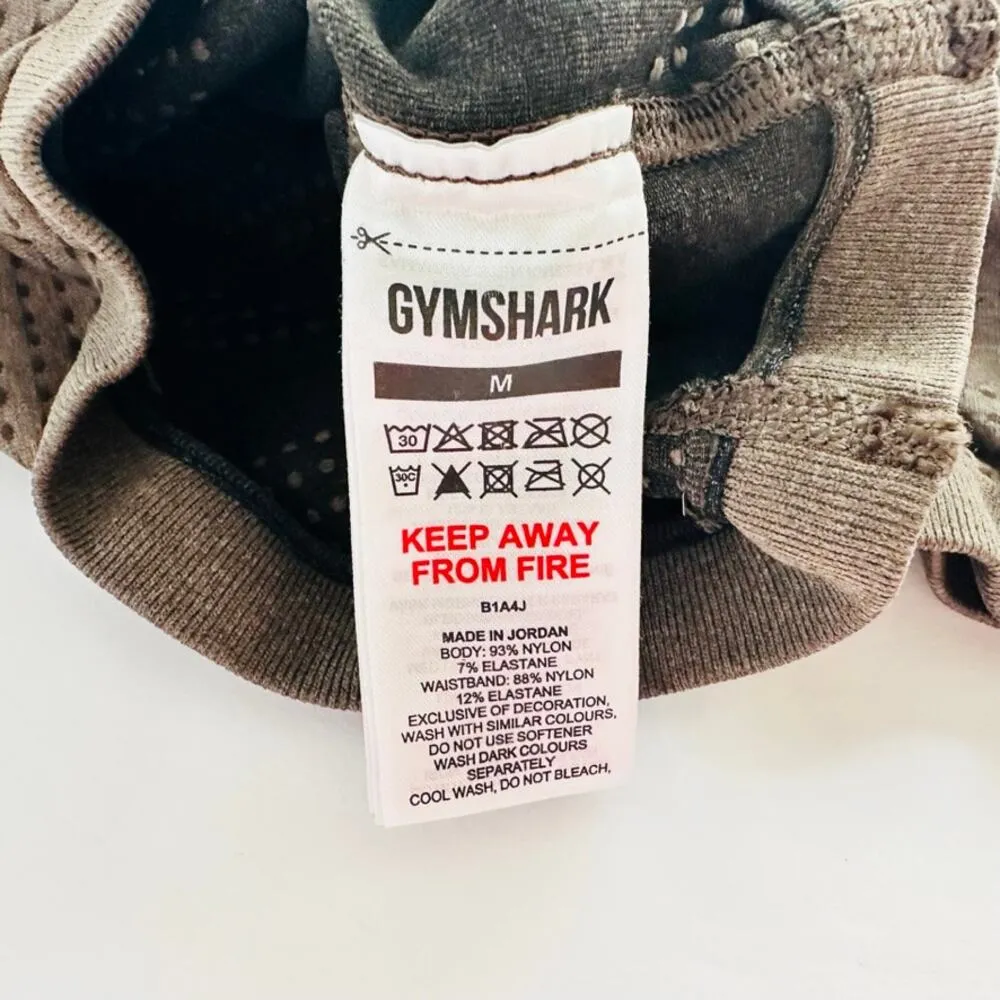 GYMSHARK
M
30
30C
KEEP AWAY
FROM FIRE
B1A4J
MADE IN JORDAN
BODY: 93% NYLON
7% ELASTANE
WAISTBAND: 88% NYLON
12% ELASTANE
EXCLUSIVE OF DECORATION,
WASH WITH SIMILAR COLOURS.
DO NOT USE SOFTENER
WASH DARK COLOURS
SEPARATELY
COOL WASH, DO NOT BLEACH,